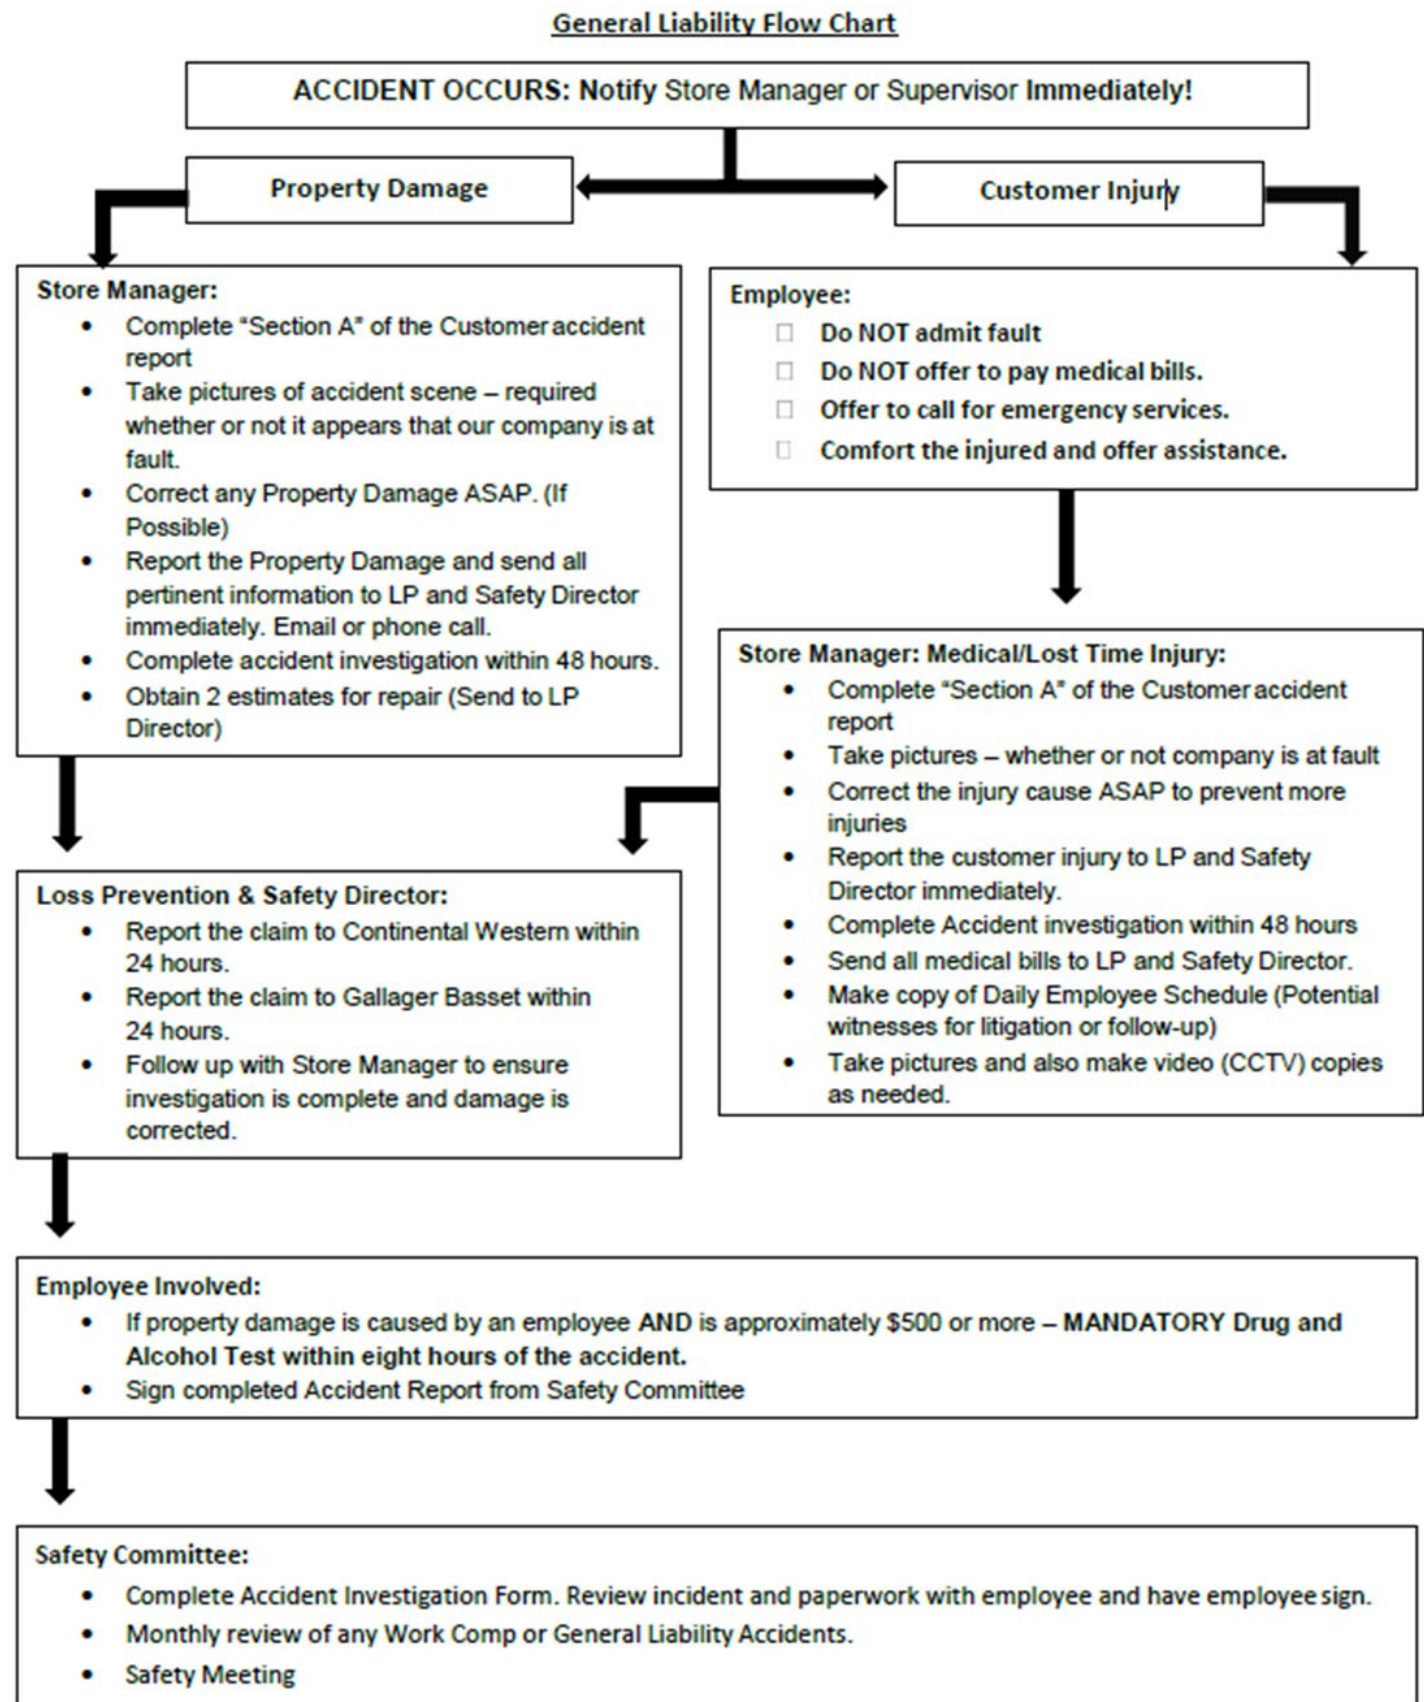 General Liability Flow Chart
ACCIDENT OCCURS: Notify Store Manager or Supervisor Immediately!
Property Damage
Customer Injury
Store Manager:
• Complete “Section A” of the Customer accident
report
• Take pictures of accident scene – required
whether or not it appears that our company is at
fault.
• Correct any Property Damage ASAP. (If
Possible)
• Report the Property Damage and send all
pertinent information to LP and Safety Director
immediately. Email or phone call.
• Complete accident investigation within 48 hours.
• Obtain 2 estimates for repair (Send to LP
Director)
Employee:
□ Do NOT admit fault
□ Do NOT offer to pay medical bills.
□ Offer to call for emergency services.
□ Comfort the injured and offer assistance.
Store Manager: Medical/Lost Time Injury:
• Complete “Section A” of the Customer accident
report
• Take pictures – whether or not company is at fault
• Correct the injury cause ASAP to prevent more
injuries
• Report the customer injury to LP and Safety
Director immediately.
• Complete Accident investigation within 48 hours
• Send all medical bills to LP and Safety Director.
• Make copy of Daily Employee Schedule (Potential
witnesses for litigation or follow-up)
• Take pictures and also make video (CCTV) copies
as needed.
Loss Prevention & Safety Director:
• Report the claim to Continental Western within
24 hours.
• Report the claim to Gallager Basset within
24 hours.
• Follow up with Store Manager to ensure
investigation is complete and damage is
corrected.
Employee Involved:
• If property damage is caused by an employee AND is approximately $500 or more – MANDATORY Drug and
Alcohol Test within eight hours of the accident.
• Sign completed Accident Report from Safety Committee
Safety Committee:
• Complete Accident Investigation Form. Review incident and paperwork with employee and have employee sign.
• Monthly review of any Work Comp or General Liability Accidents.
• Safety Meeting